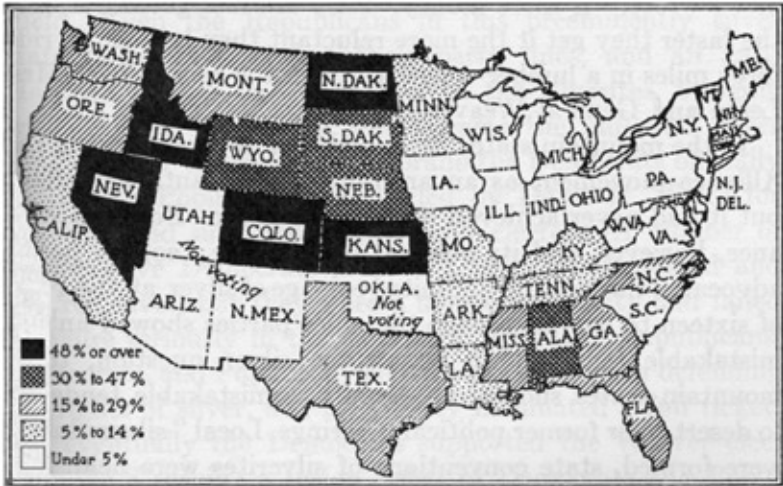 WASH.
MONT.
N.DAK.
MINN.
ORE.
IDA.
WYO.
S.DAK.
WIS.
MICH.
N.Y.
VT.
N.H.
ME.
MASS.
NEV.
UTAH
COLO.
NEB.
KANS.
IA.
ILL.
IND.
OHIO
PA.
N.J.
DEL.
CALIF.
MO.
KY.
W.VA.
VA.
Not voting
ARIZ.
N.MEX.
OKLA.
Not
voting
ARK.
TENN.
N.C.
S.C.
TEX.
LA.
MISS.
ALA.
GA.
FLA.
48% or over
30% to 47%
15% to 29%
5% to 14%
Under 5%